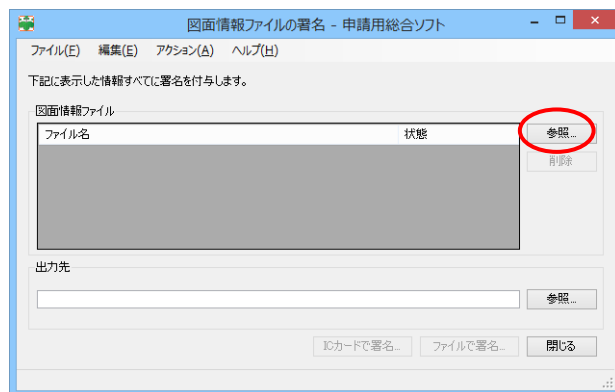 図面情報ファイルの署名 - 申請用総合ソフト
ファイル(F) 編集(E) アクション(A) ヘルプ(H)
下記に表示した情報すべてに署名を付与します。
図面情報ファイル
ファイル名 状態
参照...
削除
出力先
参照...
ICカードで署名... ファイルで署名... 閉じる